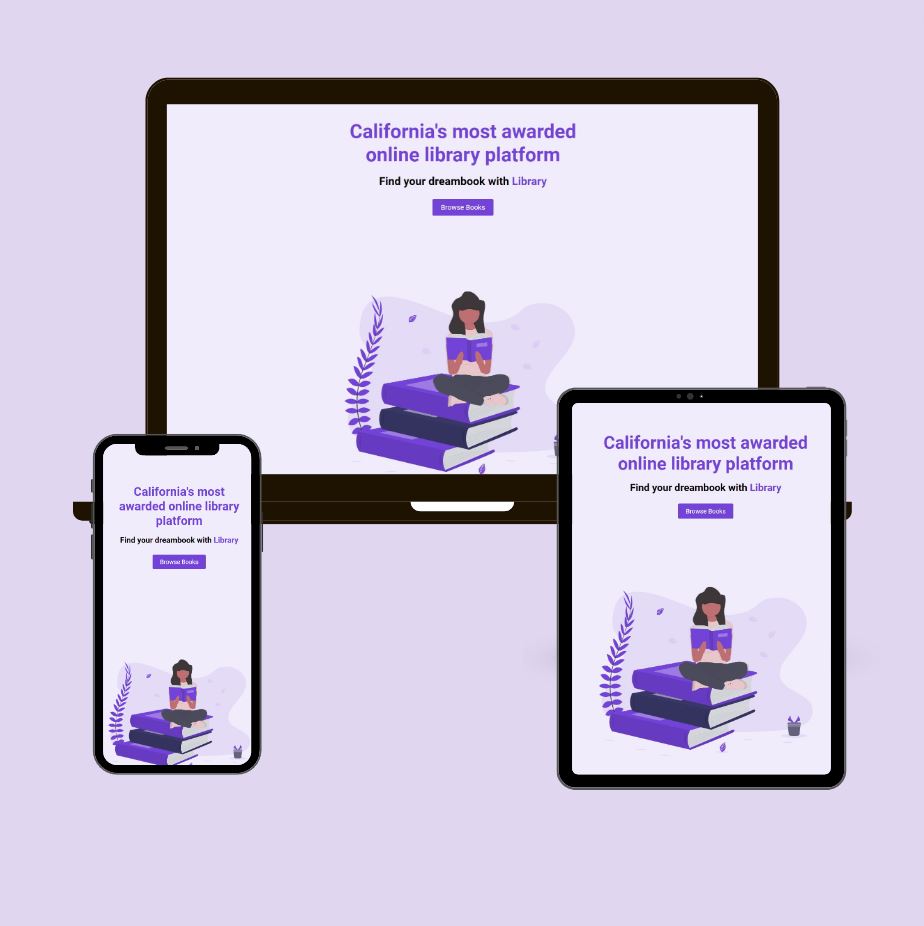 California's most awarded
online library platform
Find your dreambook with Library
Browse Books
California's most
awarded online library
platform
Find your dreambook with Library
Browse Books
California's most awarded
online library platform
Find your dreambook with Library
Browse Books